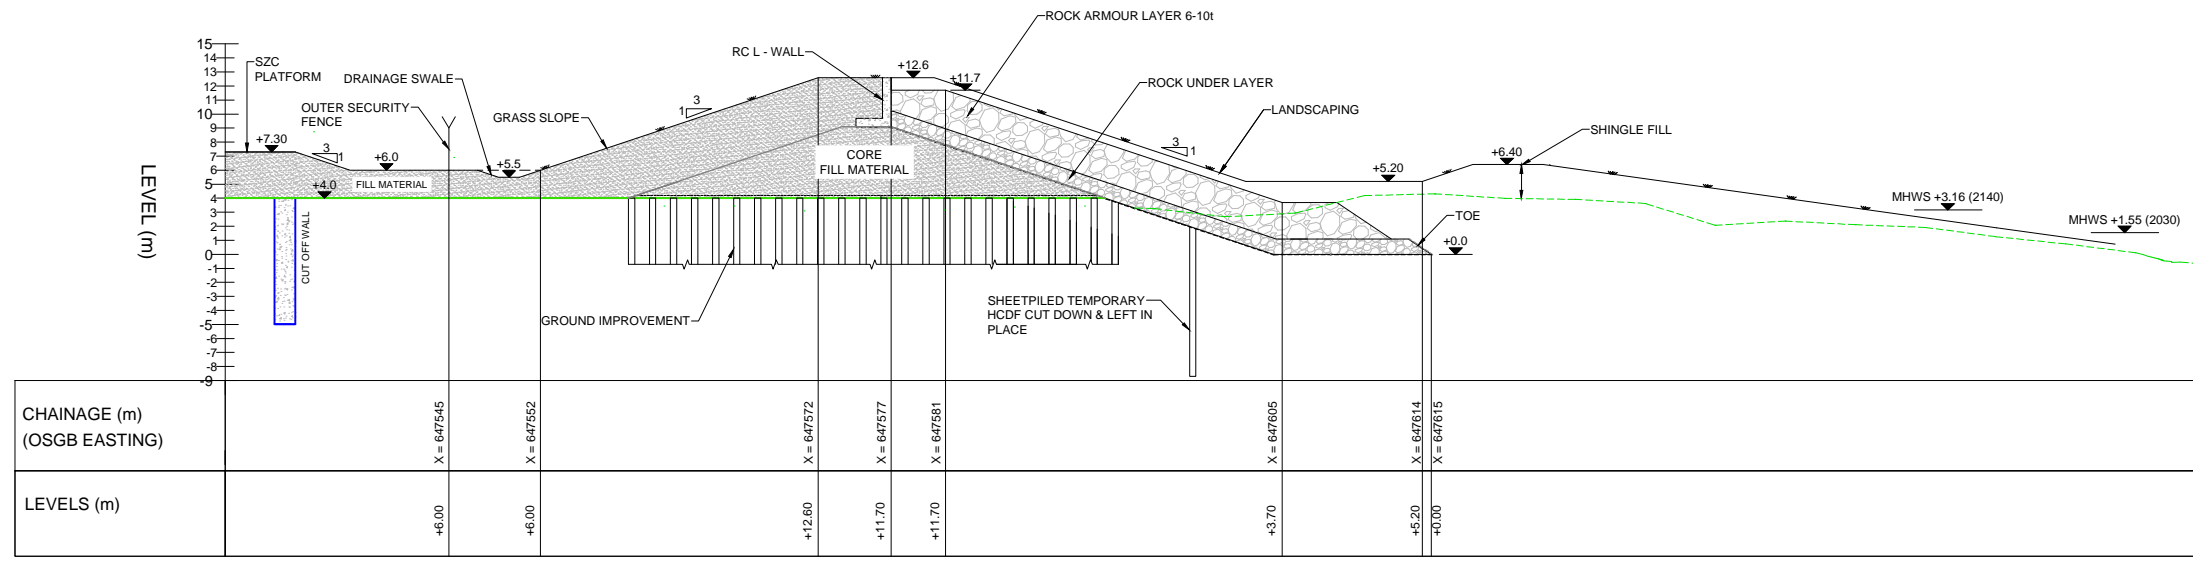 ROCK ARMOUR LAYER 6-10t
RC L - WALL
SZC
PLATFORM
DRAINAGE SWALE
OUTER SECURITY
FENCE
GRASS SLOPE
3
1
+12.6
+11.7
ROCK UNDER LAYER
LANDSCAPING
SHINGLE FILL
+7.30
3
1
+6.0
+5.5
FILL MATERIAL
+4.0
CORE
FILL MATERIAL
3
1
+5.20
+6.40
MHWS +3.16 (2140)
MHWS +1.55 (2030)
TOE
+0.0
CUT OFF WALL
GROUND IMPROVEMENT
SHEETPILED TEMPORARY
HCDF CUT DOWN & LEFT IN
PLACE
LEVEL (m)
15
14
13
12
11
10
9
8
7
6
5
4
3
2
1
0
-1
-2
-3
-4
-5
-6
-7
-8
-9
CHAINAGE (m)
(OSGB EASTING)
X = 647545
X = 647552
X = 647572
X = 647577
X = 647581
X = 647605
X = 647614
X = 647615
LEVELS (m)
+6.00
+6.00
+12.60
+11.70
+11.70
+3.70
+5.20
+0.00